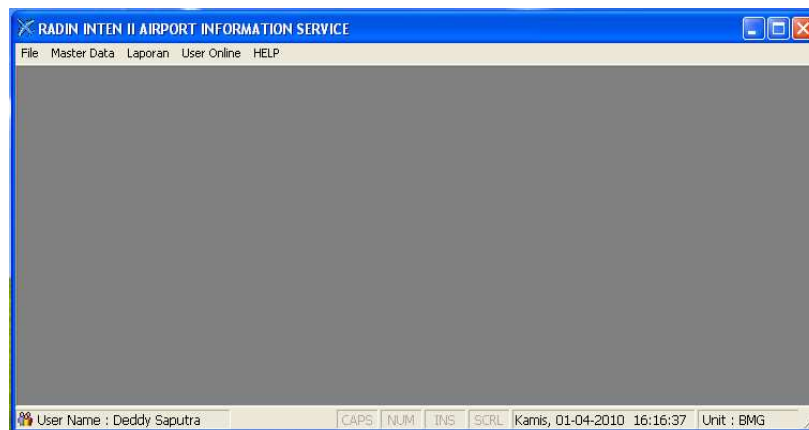 RADIN INTEN II AIRPORT INFORMATION SERVICE
File Master Data Laporan User Online HELP
User Name : Deddy Saputra CAPS NUM INS SCRL Kamis, 01-04-2010 16:16:37 Unit : BMG